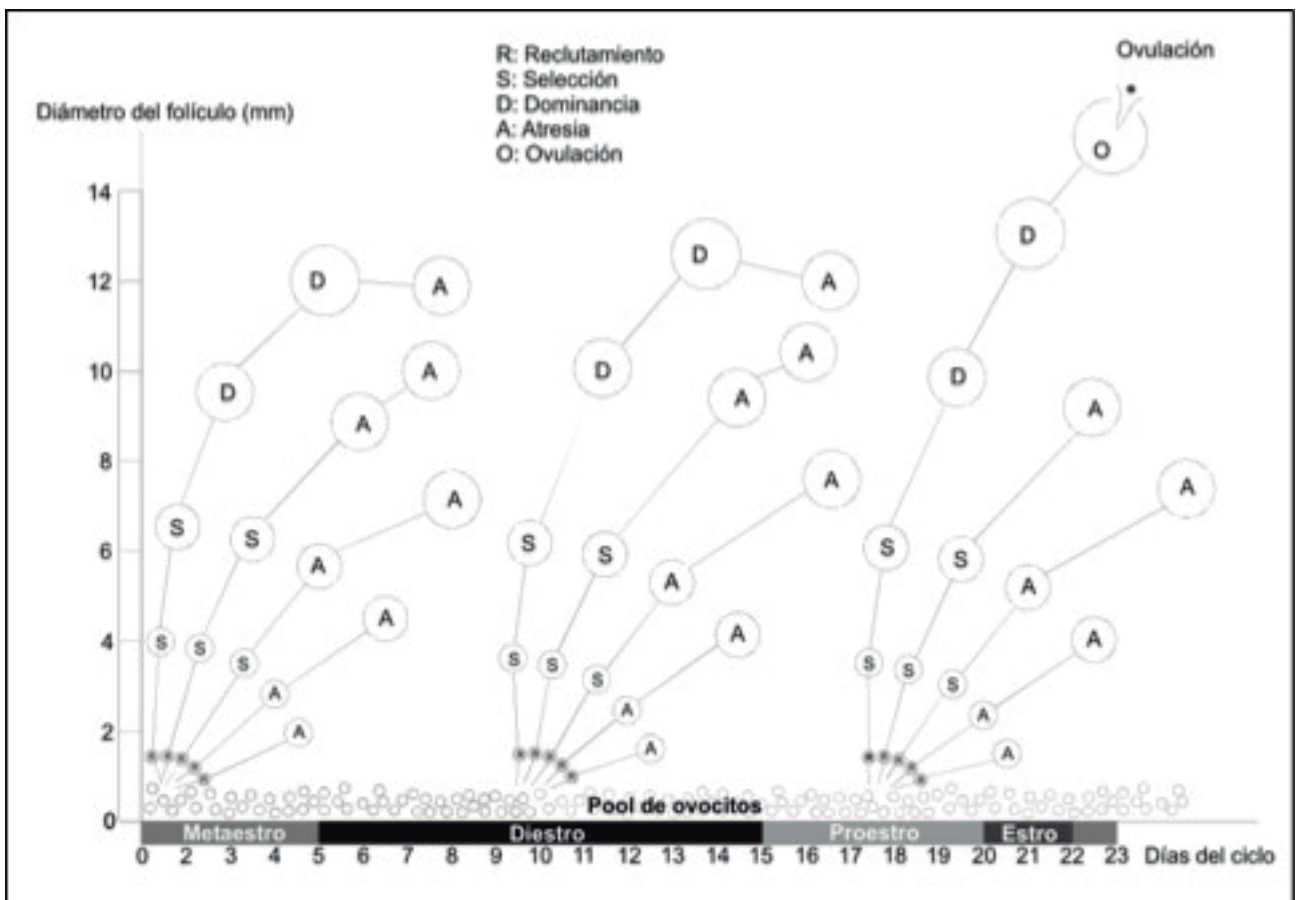 R: Reclutamiento
S: Selección
D: Dominancia
A: Atresia
O: Ovulación
Ovulación
Diámetro del folículo (mm)
O
14
D
D
D
A
A
12
A
A
10
D
D
D
A
A
A
A
8
A
A
A
S
S
S
6
S
S
S
A
A
A
A
A
A
4
S
S
S
S
S
S
S
S
S
A
A
A
2
A
A
A
Pool de ovocitos
0
Metaestro Diestro Proestro Estro
0 2 3 4 5 6 7 8 9 10 11 12 13 14 15 16 17 18 19 20 21 22 23 Días del ciclo